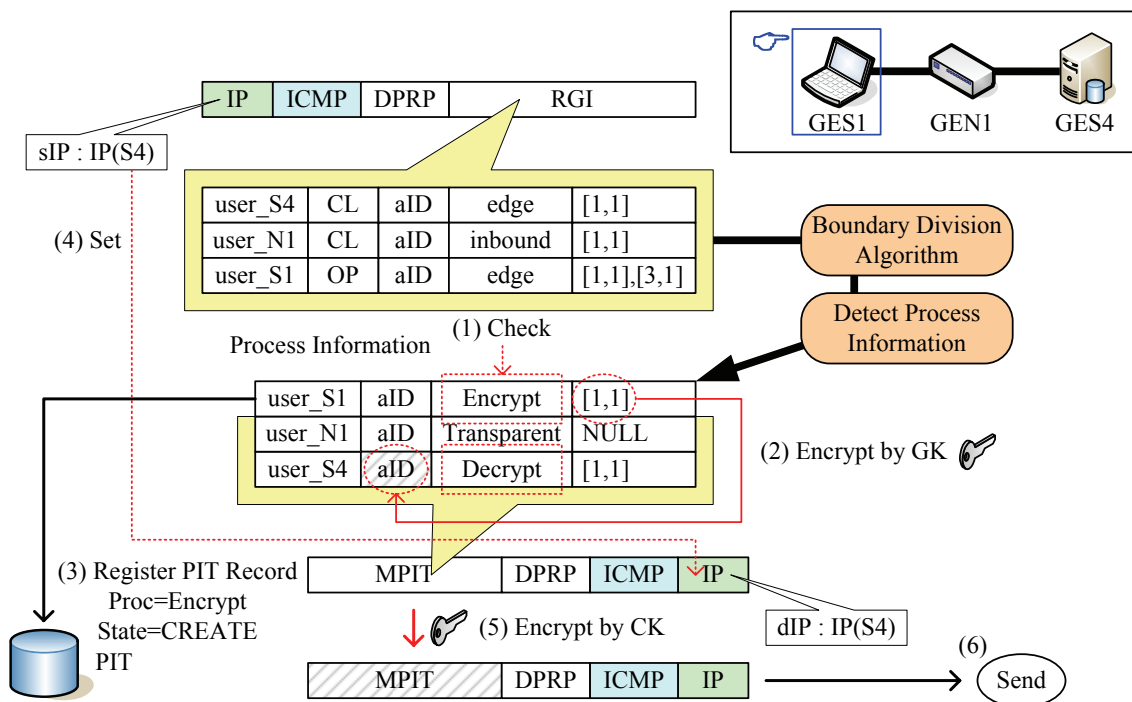 GES1 GEN1 GES4
IP ICMP DPRP RGI
sIP : IP(S4)
user_S4 CL aID edge [1,1]
user_N1 CL aID inbound [1,1]
user_S1 OP aID edge [1,1],[3,1]
(4) Set
Boundary Division
Algorithm
Detect Process
Information
(1) Check
Process Information
user_S1 aID Encrypt [1,1]
user_N1 aID Transparent NULL
user_S4 aID Decrypt [1,1]
(2) Encrypt by GK
(3) Register PIT Record
Proc=Encrypt
State=CREATE
PIT
MPIT DPRP ICMP IP
dIP : IP(S4)
(5) Encrypt by CK
MPIT DPRP ICMP IP
(6)
Send